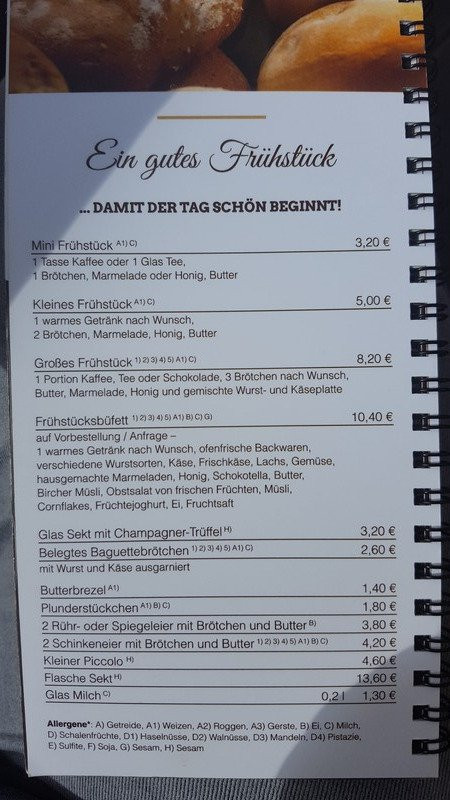 Ein gutes Frühstück
... DAMIT DER TAG SCHÖN BEGINNT!
Mini Frühstück A1) C) 3,20 €
1 Tasse Kaffee oder 1 Glas Tee,
1 Brötchen, Marmelade oder Honig, Butter
Kleines Frühstück A1) C) 5,00 €
1 warmes Getränk nach Wunsch,
2 Brötchen, Marmelade, Honig, Butter
Großes Frühstück 1) 2) 3) 4) 5) A1) C) 8,20 €
1 Portion Kaffee, Tee oder Schokolade, 3 Brötchen nach Wunsch,
Butter, Marmelade, Honig und gemischte Wurst- und Käseplatte
Frühstücksbüfett 1) 2) 3) 4) 5) A1) B) C) G) 10,40 €
auf Vorbestellung / Anfrage –
1 warmes Getränk nach Wunsch, ofenfrische Backwaren,
verschiedene Wurstsorten, Käse, Frischkäse, Lachs, Gemüse,
hausgemachte Marmeladen, Honig, Schokotella, Butter,
Bircher Müsli, Obstsalat von frischen Früchten, Müsli,
Cornflakes, Früchtejoghurt, Ei, Fruchtsaft
Glas Sekt mit Champagner-Trüffel H) 3,20 €
Belegtes Baguettebrötchen 1) 2) 3) 4) 5) A1) C) 2,60 €
mit Wurst und Käse ausgarniert
Butterbrezel A1) 1,40 €
Plunderstückchen A1) B) C) 1,80 €
2 Rühr- oder Spiegeleier mit Brötchen und Butter B) 3,80 €
2 Schinkeneier mit Brötchen und Butter 1) 2) 3) 4) 5) A1) B) C) 4,20 €
Kleiner Piccolo H) 4,60 €
Flasche Sekt H) 13,60 €
Glas Milch C) 0,2 l 1,30 €
Allergene*: A) Getreide, A1) Weizen, A2) Roggen, A3) Gerste, B) Ei, C) Milch,
D) Schalenfrüchte, D1) Haselnüsse, D2) Walnüsse, D3) Mandeln, D4) Pistazie,
E) Sulfite, F) Soja, G) Sesam, H) Sesam